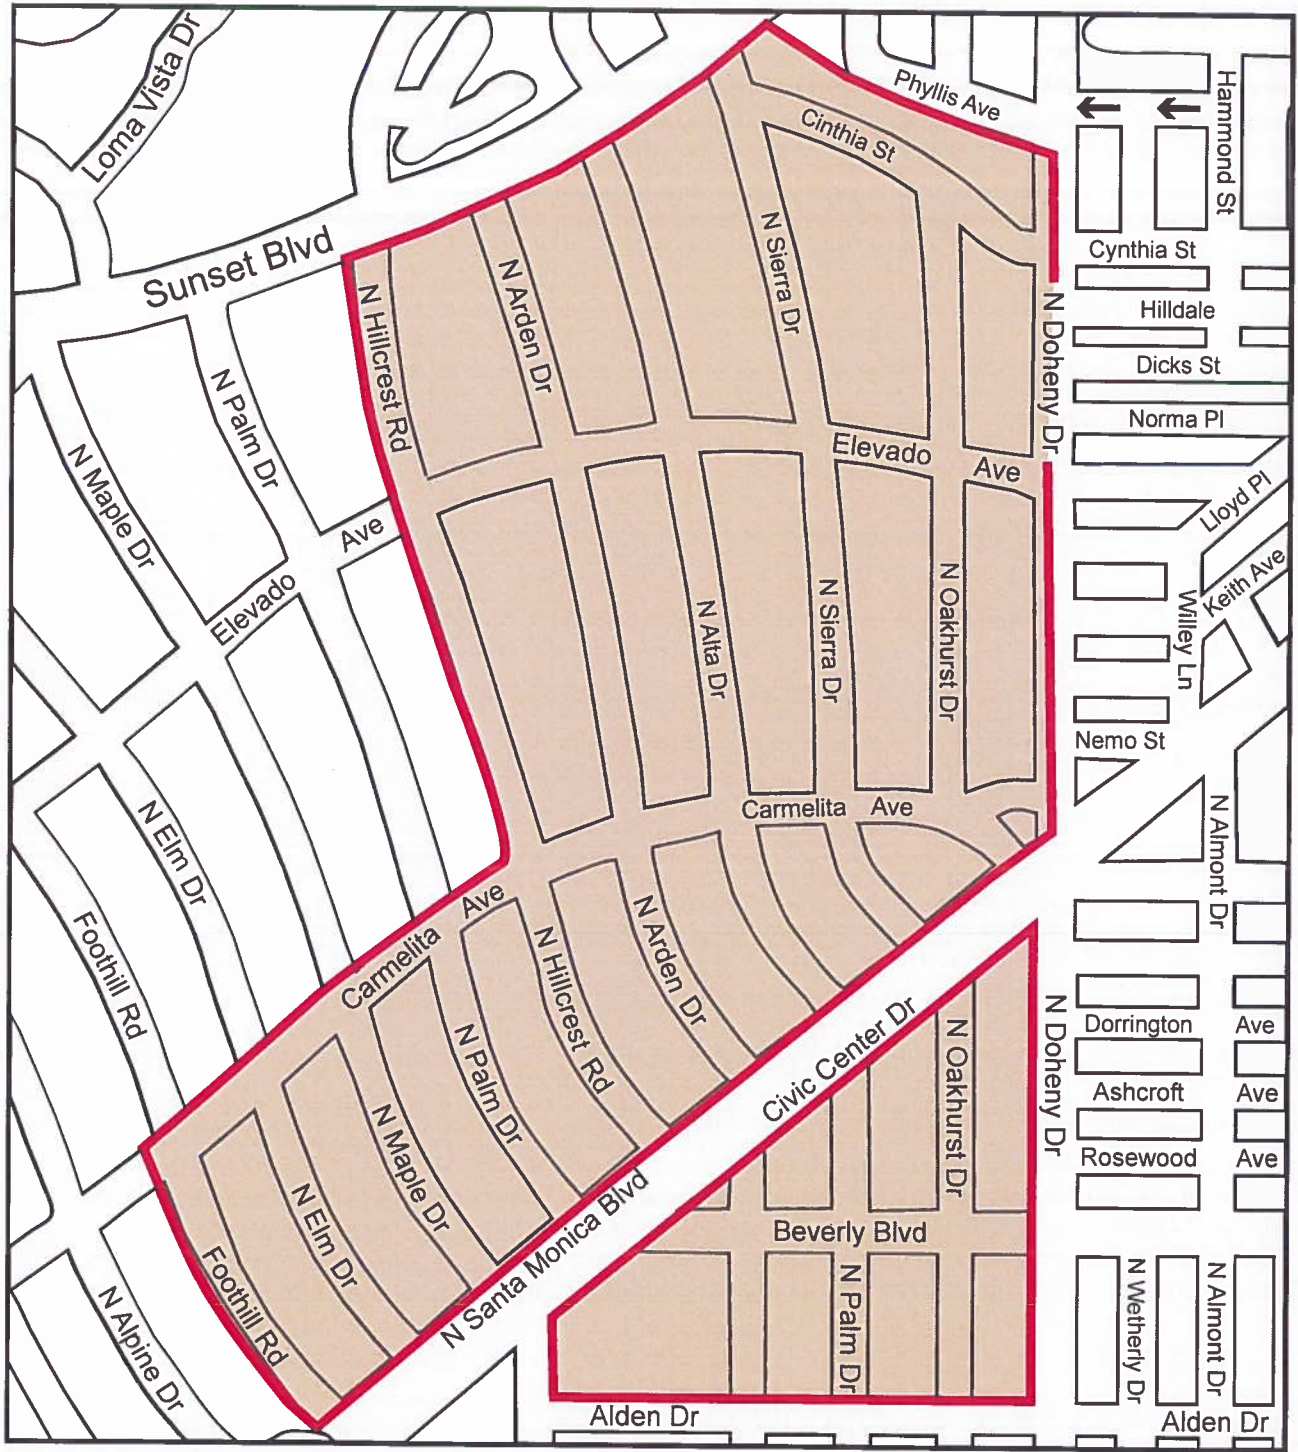 Loma Vista Dr
Phyllis Ave
Hammond St
Cinthia St
Sunset Blvd
N Sierra Dr
Cynthia St
N Hillcrest Rd
N Arden Dr
N Doheny Dr
Hilldale
Dicks St
N Palm Dr
Norma Pl
N Maple Dr
Elevado
Ave
Lloyd Pl
Ave
Elevado
Keith Ave
N Alta Dr
N Sierra Dr
N Oakhurst Dr
Willey Ln
Nemo St
Carmelita
Ave
N Elm Dr
N Almont Dr
Ave
Carmelita
Foothill Rd
N Arden Dr
N Hillcrest Rd
N Doheny Dr
Civic Center Dr
N Oakhurst Dr
Dorrington
Ave
N Palm Dr
Ashcroft
Ave
N Maple Dr
Rosewood
Ave
N Elm Dr
N Santa Monica Blvd
Beverly Blvd
Foothill Rd
N Palm Dr
N Wetherly Dr
N Almont Dr
N Alpine Dr
Alden Dr
Alden Dr